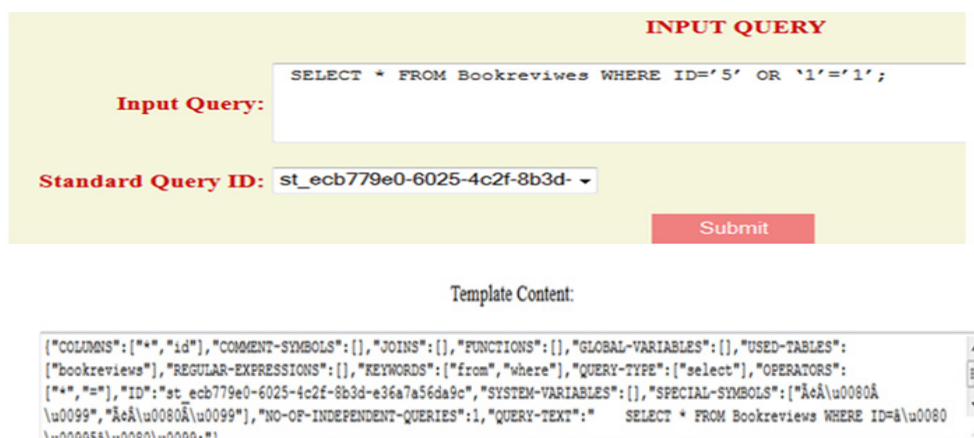 INPUT QUERY
SELECT * FROM Bookreviwes WHERE ID=’5’ OR ‘1’=’1’;
Input Query:
Standard Query ID: st_ecb779e0-6025-4c2f-8b3d-
Submit
Template Content:
{"COLUMNS":["*","id"],"COMMENT-SYMBOLS":[],"JOINS":[],"FUNCTIONS":[],"GLOBAL-VARIABLES":[],"USED-TABLES":
["bookreviews"],"REGULAR-EXPRESSIONS":[],"KEYWORDS":["from","where"],"QUERY-TYPE":["select"],"OPERATORS":
["*","="],"ID":"st_ecb779e0-6025-4c2f-8b3d-e36a7a56da9c","SYSTEM-VARIABLES":[],"SPECIAL-SYMBOLS":["Ã¢Â\u0080Â
\u0099","Ã¢Â\u0080Â\u0099"],"NO-OF-INDEPENDENT-QUERIES":1,"QUERY-TEXT":" SELECT * FROM Bookreviews WHERE ID=â\u0080
\u00995â\u0080\u0099;"}